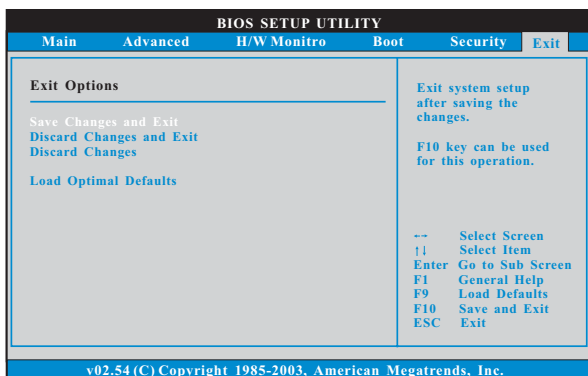 BIOS SETUP UTILITY
Main Advanced H/W Monitro Boot Security Exit
Exit Options
Save Changes and Exit
Discard Changes and Exit
Discard Changes
Load Optimal Defaults
Exit system setup
after saving the
changes.
F10 key can be used
for this operation.
←→ Select Screen
↑↓ Select Item
Enter Go to Sub Screen
F1 General Help
F9 Load Defaults
F10 Save and Exit
ESC Exit
v02.54 (C) Copyright 1985-2003, American Megatrends, Inc.